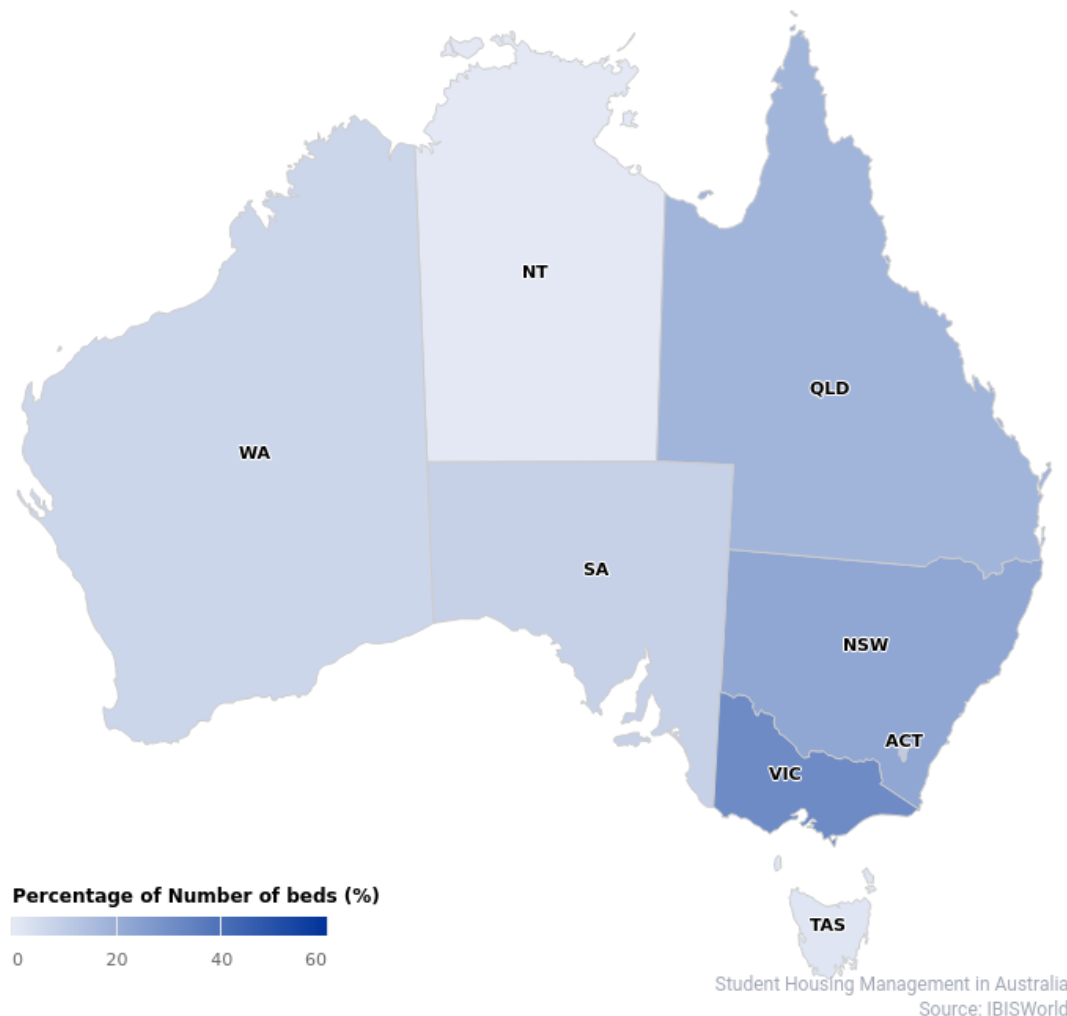 NT
QLD
WA
SA
NSW
ACT
VIC
Percentage of Number of beds (%)
0 20 40 60
TAS
Student Housing Management in Australia
Source: IBISWorld